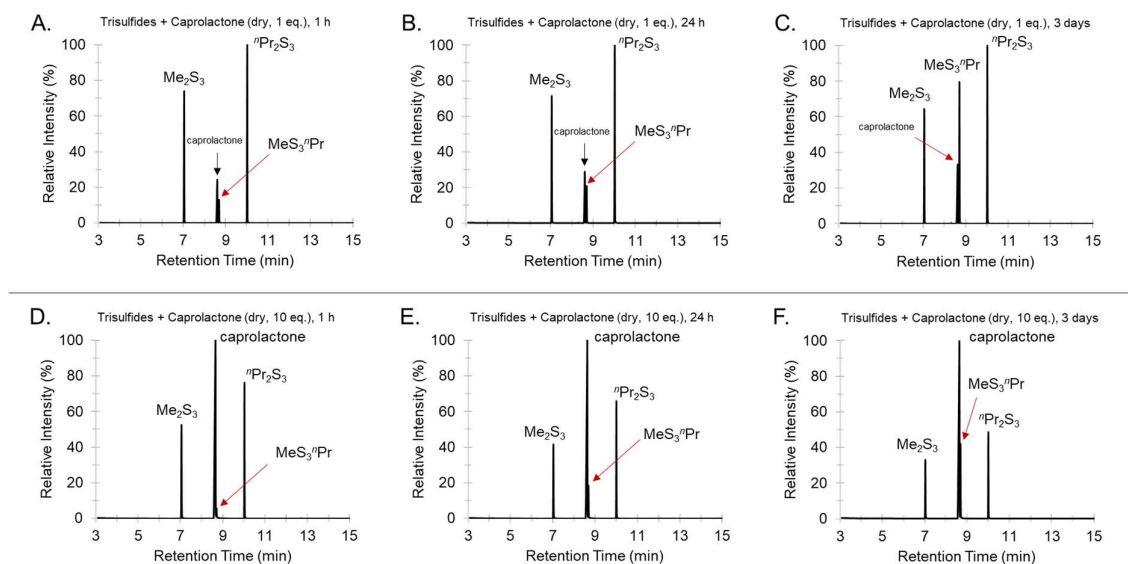 A.
Trisulfides + Caprolactone (dry, 1 eq.), 1 h
Relative Intensity (%)
100
80
60
40
20
0
Me₂S₃
caprolactone
MeS₃ⁿPr
ⁿPr₂S₃
3 5 7 9 11 13 15
Retention Time (min)
B.
Trisulfides + Caprolactone (dry, 1 eq.), 24 h
Relative Intensity (%)
100
80
60
40
20
0
Me₂S₃
caprolactone
MeS₃ⁿPr
ⁿPr₂S₃
3 5 7 9 11 13 15
Retention Time (min)
C.
Trisulfides + Caprolactone (dry, 1 eq.), 3 days
Relative Intensity (%)
100
80
60
40
20
0
ⁿPr₂S₃
MeS₃ⁿPr
Me₂S₃
caprolactone
3 5 7 9 11 13 15
Retention Time (min)
D.
Trisulfides + Caprolactone (dry, 10 eq.), 1 h
Relative Intensity (%)
100
80
60
40
20
0
caprolactone
ⁿPr₂S₃
Me₂S₃
MeS₃ⁿPr
3 5 7 9 11 13 15
Retention Time (min)
E.
Trisulfides + Caprolactone (dry, 10 eq.), 24 h
Relative Intensity (%)
100
80
60
40
20
0
caprolactone
ⁿPr₂S₃
Me₂S₃
MeS₃ⁿPr
3 5 7 9 11 13 15
Retention Time (min)
F.
Trisulfides + Caprolactone (dry, 10 eq.), 3 days
Relative Intensity (%)
100
80
60
40
20
0
caprolactone
MeS₃ⁿPr
ⁿPr₂S₃
Me₂S₃
3 5 7 9 11 13 15
Retention Time (min)